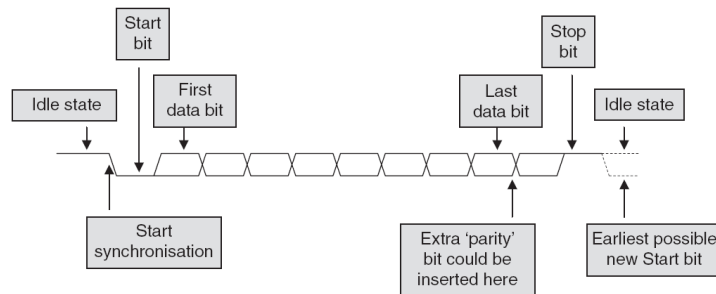 Start
bit
Stop
bit
Idle state
First
data bit
Last
data bit
Idle state
Start
synchronisation
Extra ‘parity’
bit could be
inserted here
Earliest possible
new Start bit